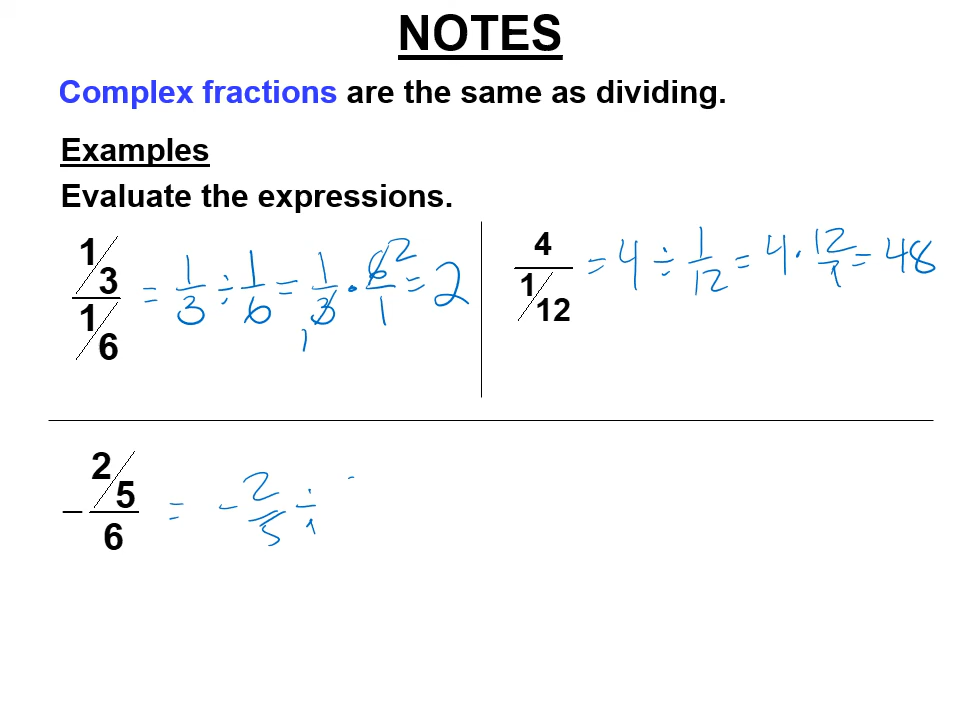 NOTES
Complex fractions are the same as dividing.
Examples
Evaluate the expressions.
1/3 / 1/6 = 1/3 ÷ 1/6 = 1/3 · 6/1 = 2
1 2
4 / 1/12 = 4 ÷ 1/12 = 4 · 12/1 = 48
− 2/5 / 6 = - 2/5 ÷